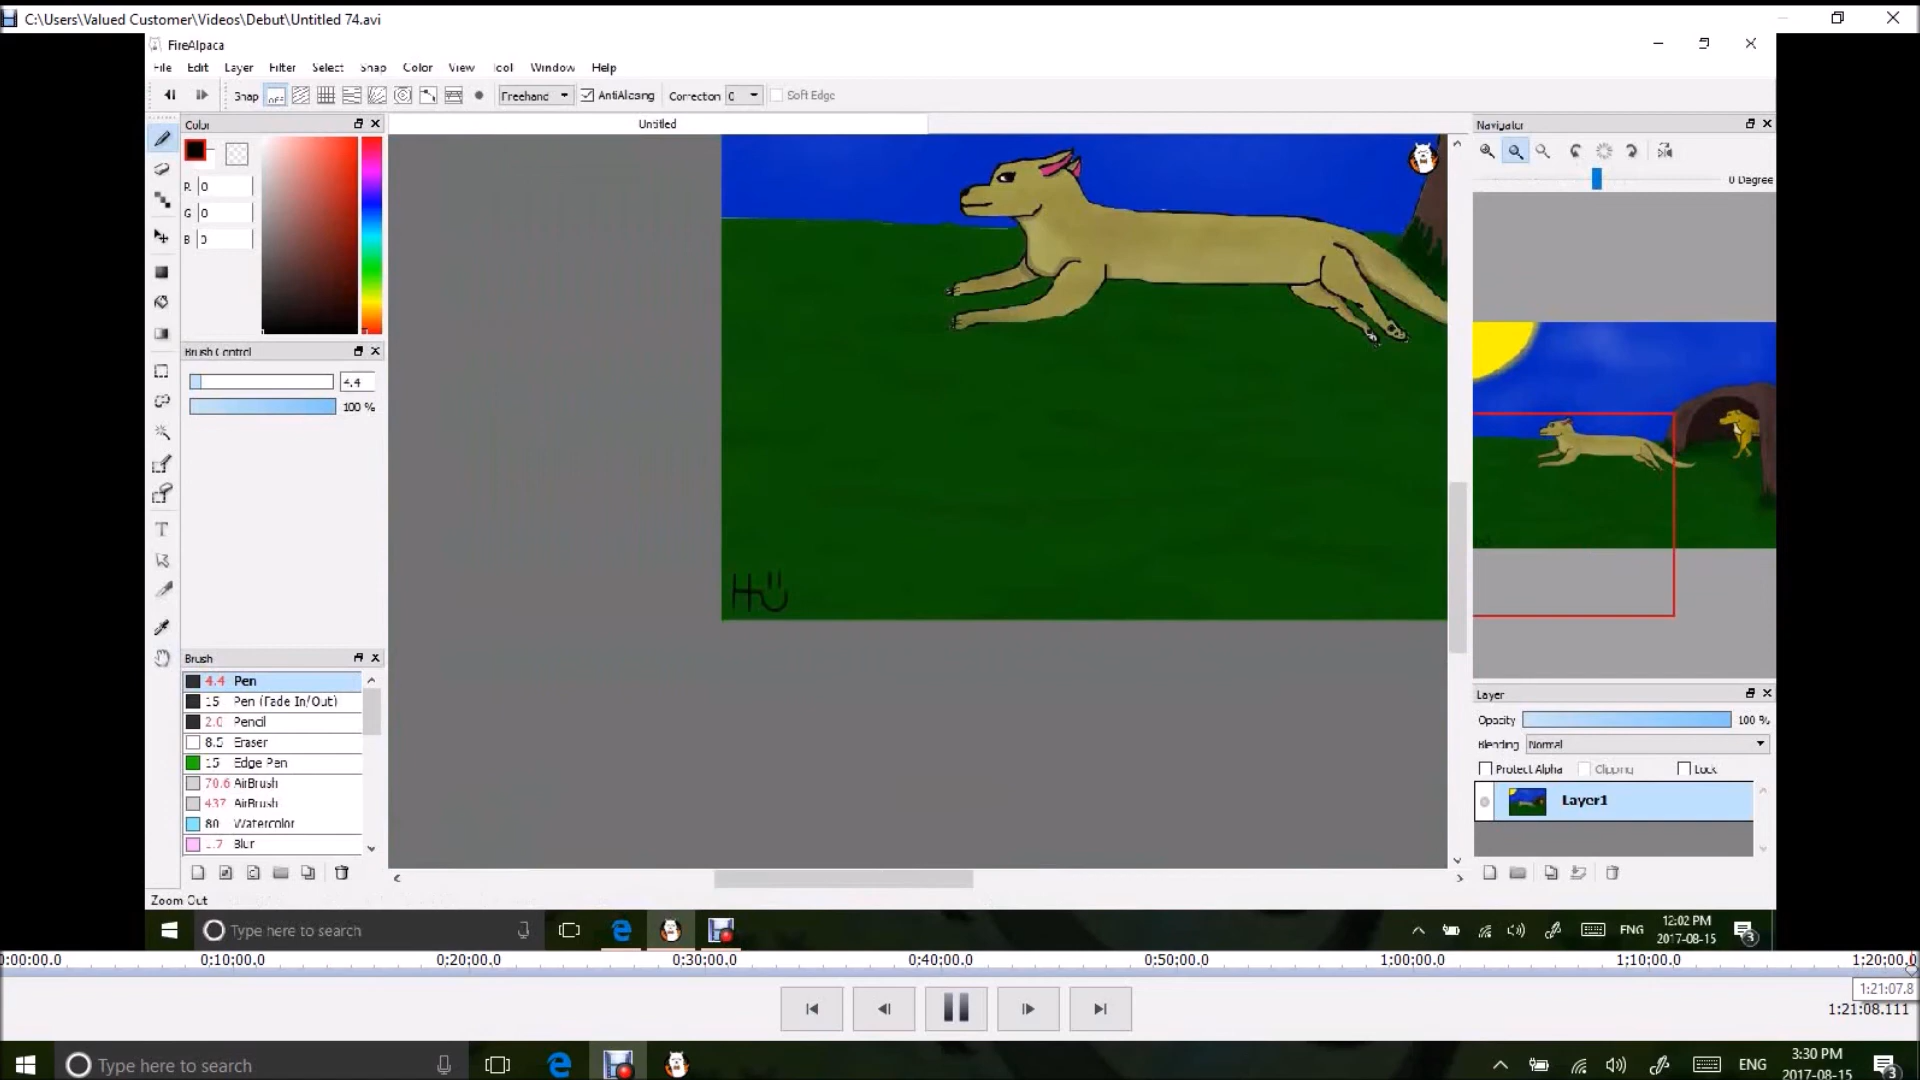 C:\Users\Valued Customer\Videos\Debut\Untitled 74.avi
FireAlpaca
File Edit Layer Filter Select Snap Color View Tool Window Help
Snap OFF Freehand AntiAliasing Correction 0 Soft Edge
Color
Untitled
Navigator
0 Degree
R 0
G 0
B 0
Brush Control
4.4
100 %
Brush
4.4 Pen
15 Pen (Fade In/Out)
2.0 Pencil
8.5 Eraser
15 Edge Pen
70.6 AirBrush
437 AirBrush
80 Watercolor
Blur
Layer
Opacity 100 %
Blending Normal
Protect Alpha Clipping Lock
Layer1
Zoom Out
Type here to search
ENG
12:02 PM
2017-08-15
3
0:00:00.0 0:10:00.0 0:20:00.0 0:30:00.0 0:40:00.0 0:50:00.0 1:00:00.0 1:10:00.0 1:20:00.0
1:21:07.8
1:21:08.111
Type here to search
ENG
3:30 PM
2017-08-15
3